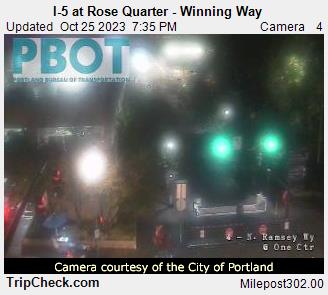 I-5 at Rose Quarter - Winning Way
Updated Oct 25 2023 7:35 PM Camera 4
PBOT
PORTLAND BUREAU OF TRANSPORTATION
4 - N. Ramsey Wy
@ One Ctr
Camera courtesy of the City of Portland
TripCheck.com Milepost302.00